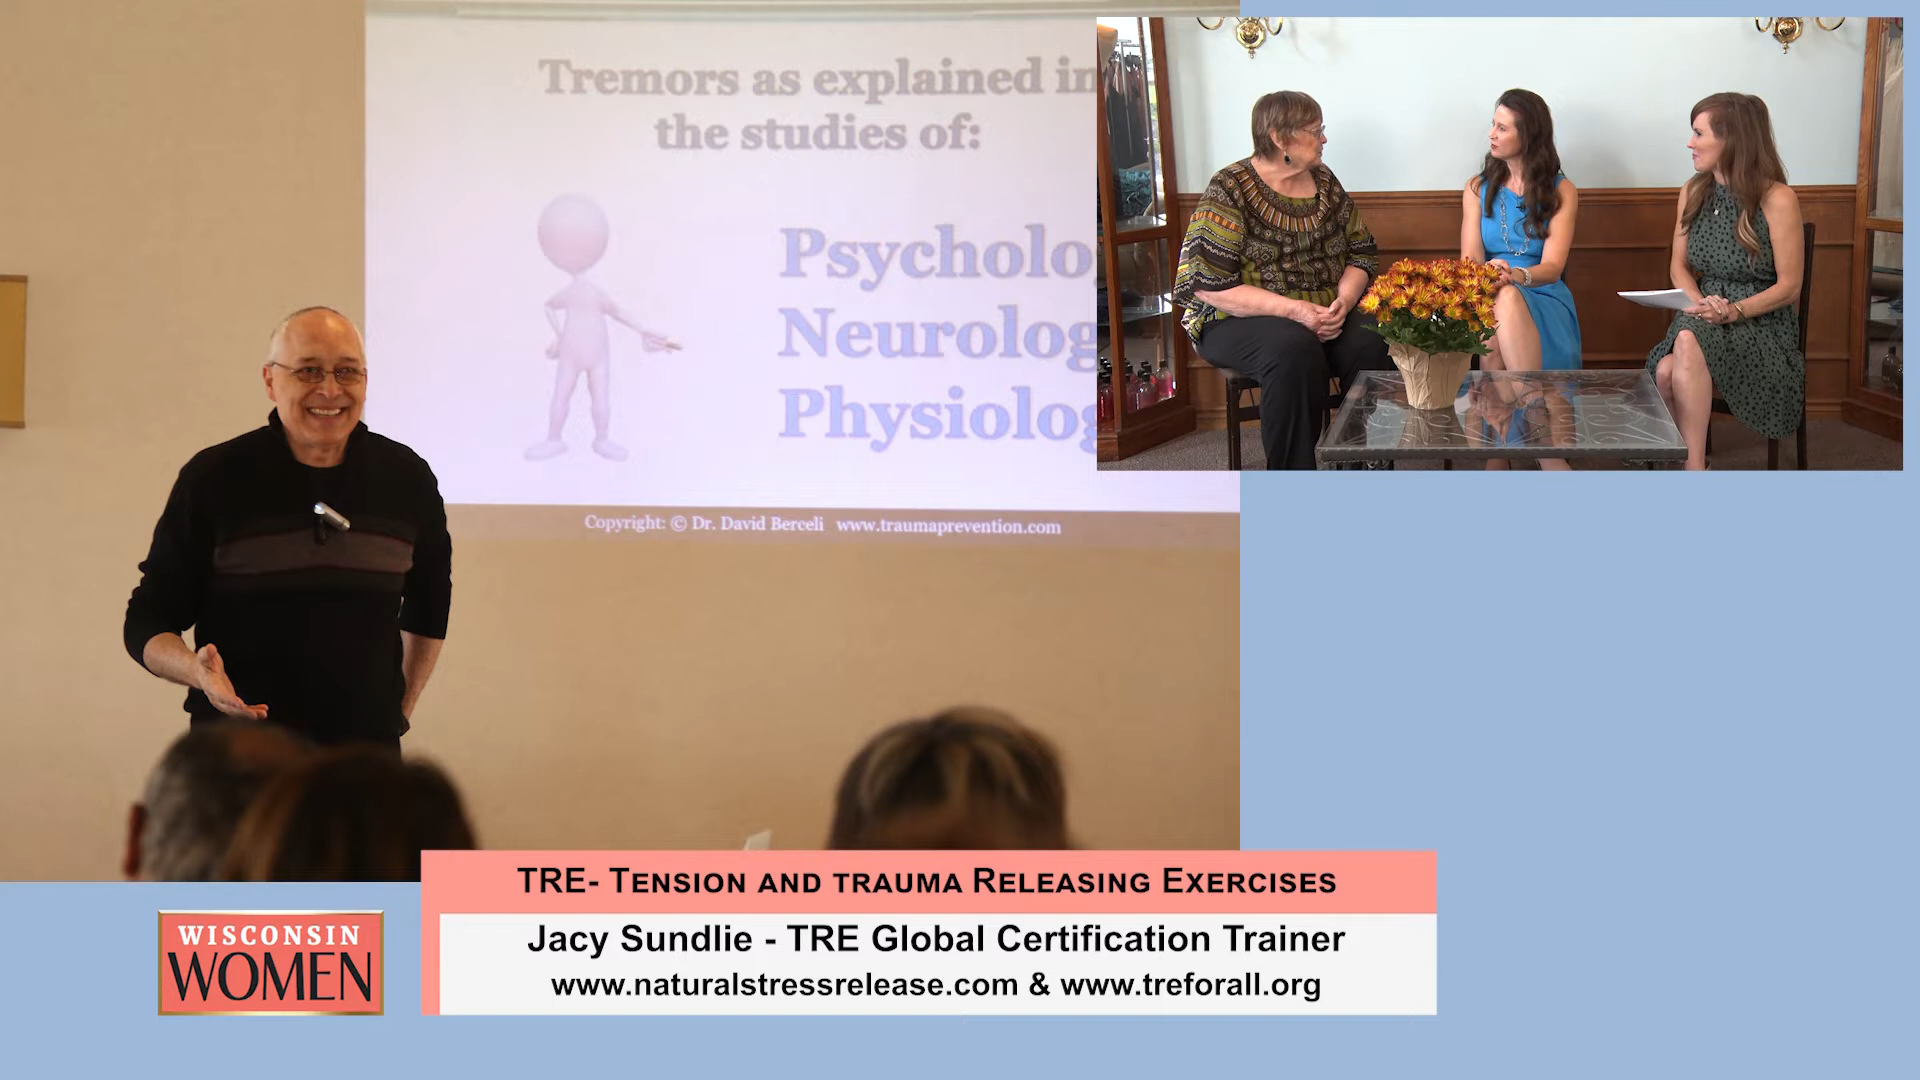 Tremors as explained in
the studies of:
Psycholo
Neurolog
Physiolog
Copyright: © Dr. David Berceli www.traumaprevention.com
TRE- Tension and trauma Releasing Exercises
Jacy Sundlie - TRE Global Certification Trainer
www.naturalstressrelease.com & www.treforall.org
WISCONSIN
WOMEN